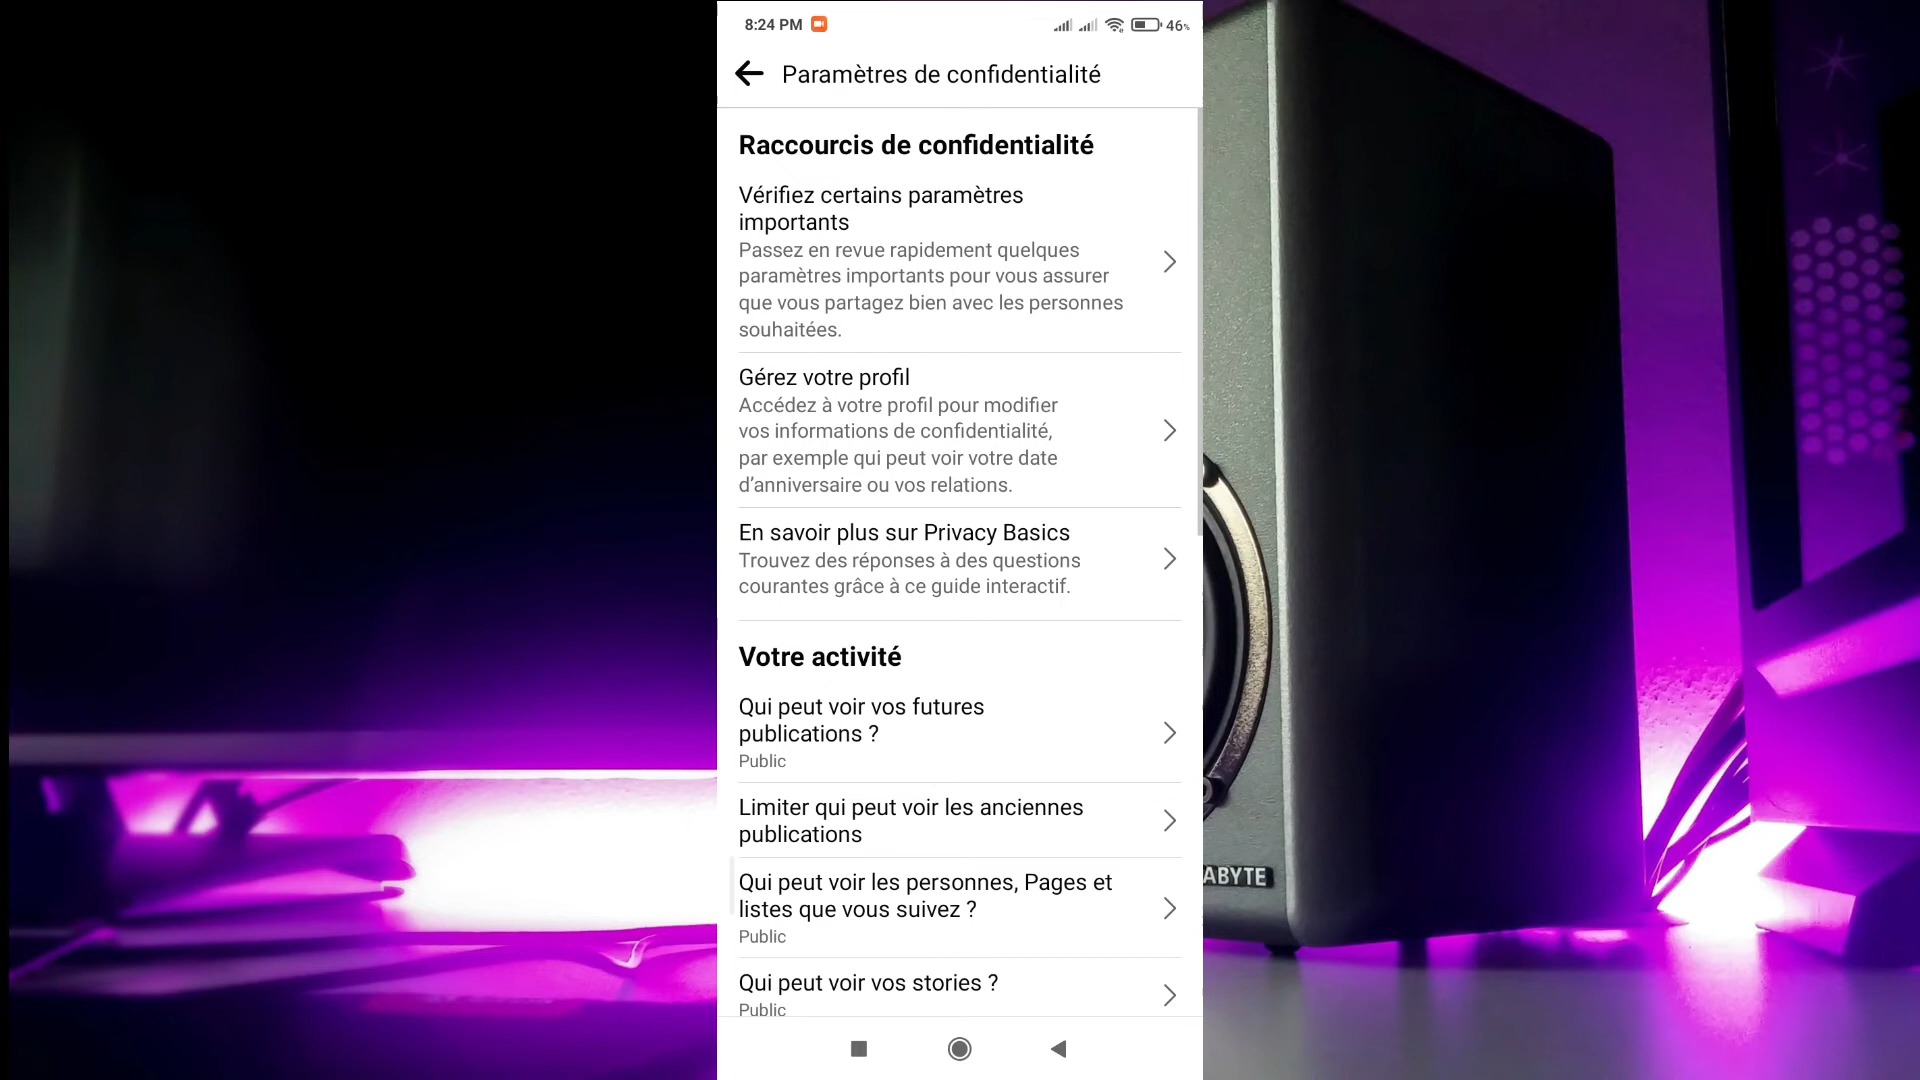 8:24 PM
46%
Paramètres de confidentialité
Raccourcis de confidentialité
Vérifiez certains paramètres
importants
Passez en revue rapidement quelques
paramètres importants pour vous assurer
que vous partagez bien avec les personnes
souhaitées.
Gérez votre profil
Accédez à votre profil pour modifier
vos informations de confidentialité,
par exemple qui peut voir votre date
d’anniversaire ou vos relations.
En savoir plus sur Privacy Basics
Trouvez des réponses à des questions
courantes grâce à ce guide interactif.
Votre activité
Qui peut voir vos futures
publications ?
Public
Limiter qui peut voir les anciennes
publications
Qui peut voir les personnes, Pages et
listes que vous suivez ?
Public
Qui peut voir vos stories ?
Public
ABYTE